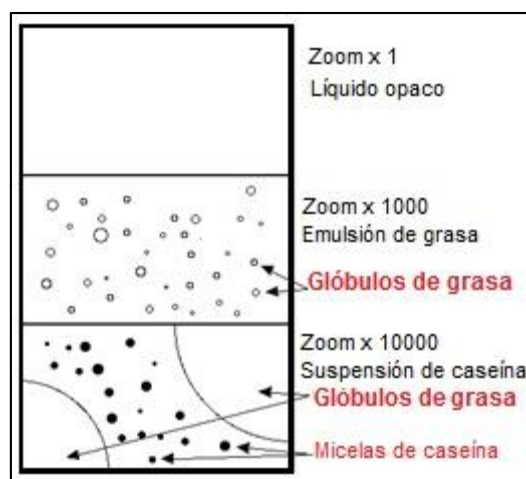 Zoom x 1
Líquido opaco
Zoom x 1000
Emulsión de grasa
Glóbulos de grasa
Zoom x 10000
Suspensión de caseína
Glóbulos de grasa
Micelas de caseína